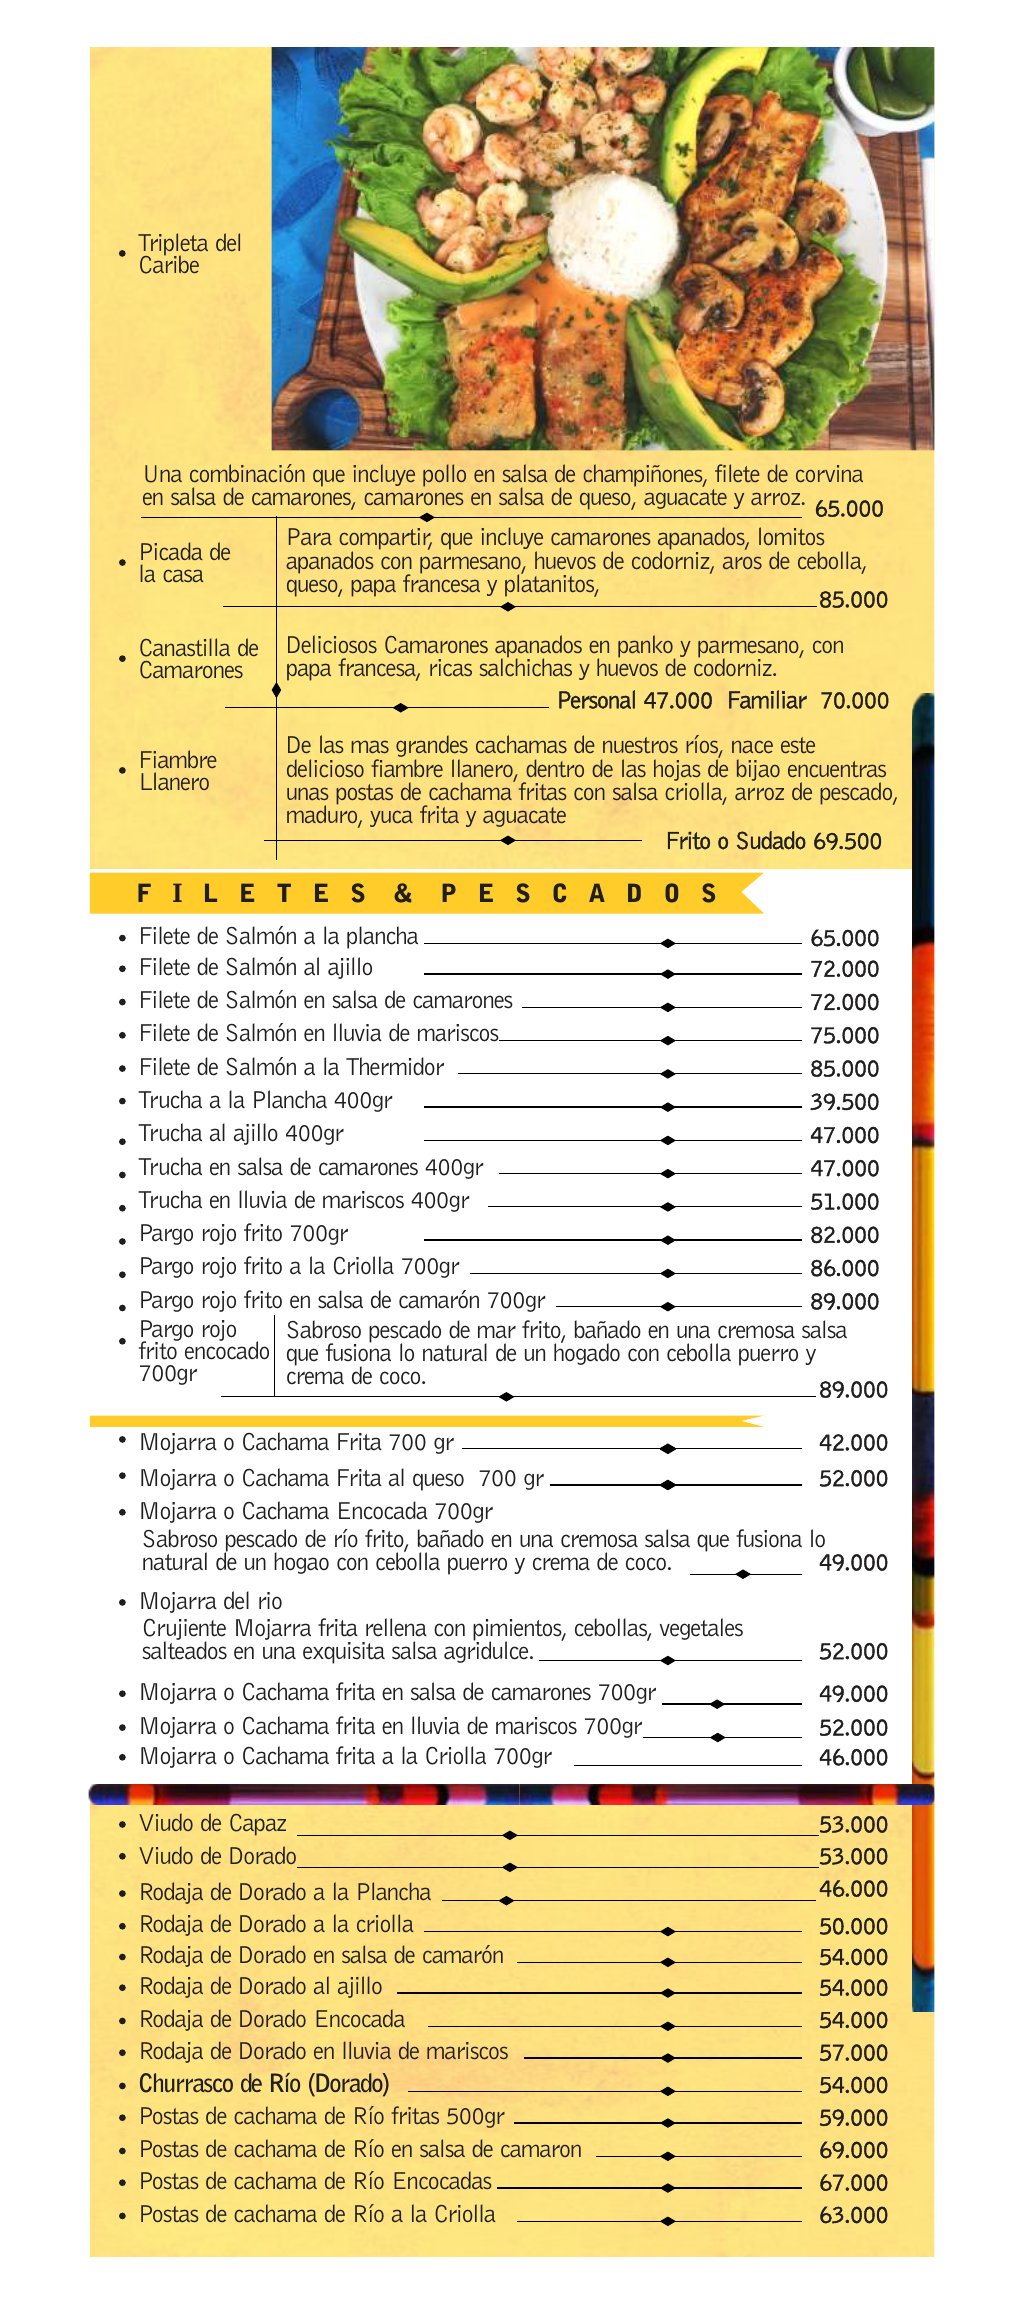 • Tripleta del
Caribe
Una combinación que incluye pollo en salsa de champiñones, filete de corvina
en salsa de camarones, camarones en salsa de queso, aguacate y arroz. 65.000
• Picada de
la casa
Para compartir, que incluye camarones apanados, lomitos
apanados con parmesano, huevos de codorniz, aros de cebolla,
queso, papa francesa y platanitos,
85.000
• Canastilla de
Camarones
Deliciosos Camarones apanados en panko y parmesano, con
papa francesa, ricas salchichas y huevos de codorniz.
Personal 47.000 Familiar 70.000
• Fiambre
Llanero
De las mas grandes cachamas de nuestros ríos, nace este
delicioso fiambre llanero, dentro de las hojas de bijao encuentras
unas postas de cachama fritas con salsa criolla, arroz de pescado,
maduro, yuca frita y aguacate
Frito o Sudado 69.500
FILETES & PESCADOS
• Filete de Salmón a la plancha 65.000
• Filete de Salmón al ajillo 72.000
• Filete de Salmón en salsa de camarones 72.000
• Filete de Salmón en lluvia de mariscos 75.000
• Filete de Salmón a la Thermidor 85.000
• Trucha a la Plancha 400gr 39.500
• Trucha al ajillo 400gr 47.000
• Trucha en salsa de camarones 400gr 47.000
• Trucha en lluvia de mariscos 400gr 51.000
• Pargo rojo frito 700gr 82.000
• Pargo rojo frito a la Criolla 700gr 86.000
• Pargo rojo frito en salsa de camarón 700gr 89.000
• Pargo rojo
frito encocado
700gr
Sabroso pescado de mar frito, bañado en una cremosa salsa
que fusiona lo natural de un hogado con cebolla puerro y
crema de coco.
89.000
• Mojarra o Cachama Frita 700 gr 42.000
• Mojarra o Cachama Frita al queso 700 gr 52.000
• Mojarra o Cachama Encocada 700gr
Sabroso pescado de río frito, bañado en una cremosa salsa que fusiona lo
natural de un hogao con cebolla puerro y crema de coco. 49.000
• Mojarra del rio
Crujiente Mojarra frita rellena con pimientos, cebollas, vegetales
salteados en una exquisita salsa agridulce. 52.000
• Mojarra o Cachama frita en salsa de camarones 700gr 49.000
• Mojarra o Cachama frita en lluvia de mariscos 700gr 52.000
• Mojarra o Cachama frita a la Criolla 700gr 46.000
• Viudo de Capaz 53.000
• Viudo de Dorado 53.000
• Rodaja de Dorado a la Plancha 46.000
• Rodaja de Dorado a la criolla 50.000
• Rodaja de Dorado en salsa de camarón 54.000
• Rodaja de Dorado al ajillo 54.000
• Rodaja de Dorado Encocada 54.000
• Rodaja de Dorado en lluvia de mariscos 57.000
• Churrasco de Río (Dorado) 54.000
• Postas de cachama de Río fritas 500gr 59.000
• Postas de cachama de Río en salsa de camaron 69.000
• Postas de cachama de Río Encocadas 67.000
• Postas de cachama de Río a la Criolla 63.000